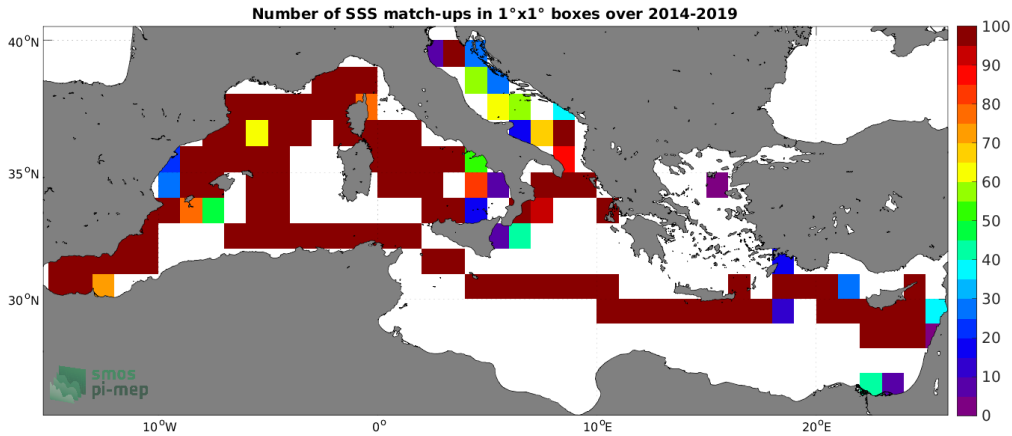 Number of SSS match-ups in 1°x1° boxes over 2014-2019
40°N
35°N
30°N
10°W
0°
10°E
20°E
100
90
80
70
60
50
40
30
20
10
0
smos
pi-mep